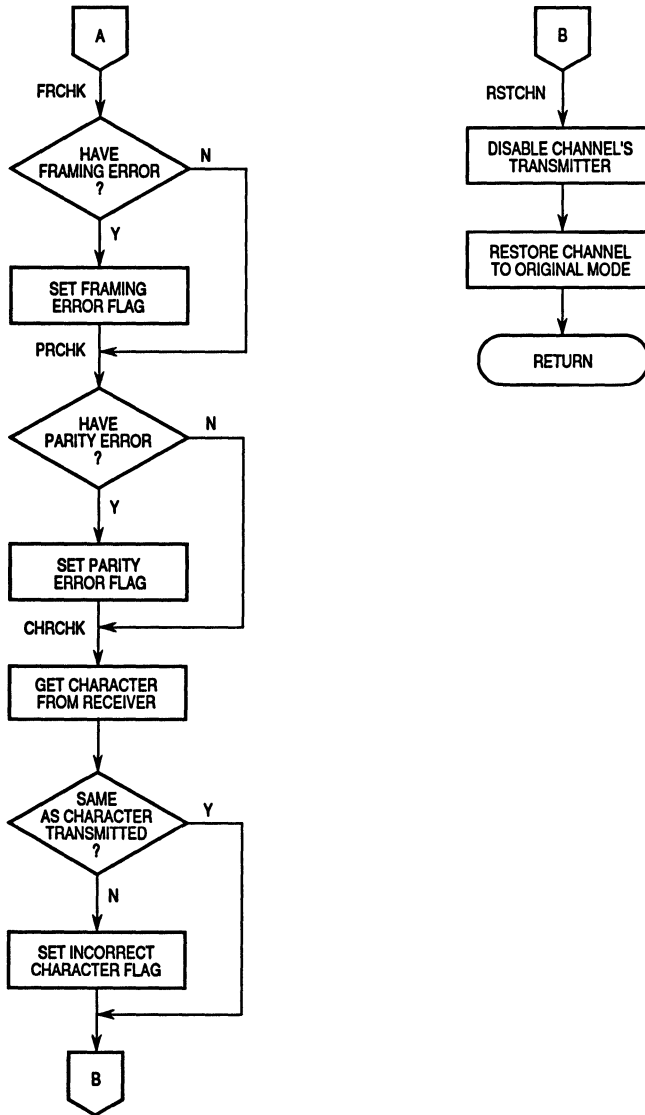 A
FRCHK
HAVE
FRAMING ERROR
?
N
Y
SET FRAMING
ERROR FLAG
PRCHK
HAVE
PARITY ERROR
?
N
Y
SET PARITY
ERROR FLAG
CHRCHK
GET CHARACTER
FROM RECEIVER
SAME
AS CHARACTER
TRANSMITTED
?
Y
N
SET INCORRECT
CHARACTER FLAG
B
B
RSTCHN
DISABLE CHANNEL'S
TRANSMITTER
RESTORE CHANNEL
TO ORIGINAL MODE
RETURN